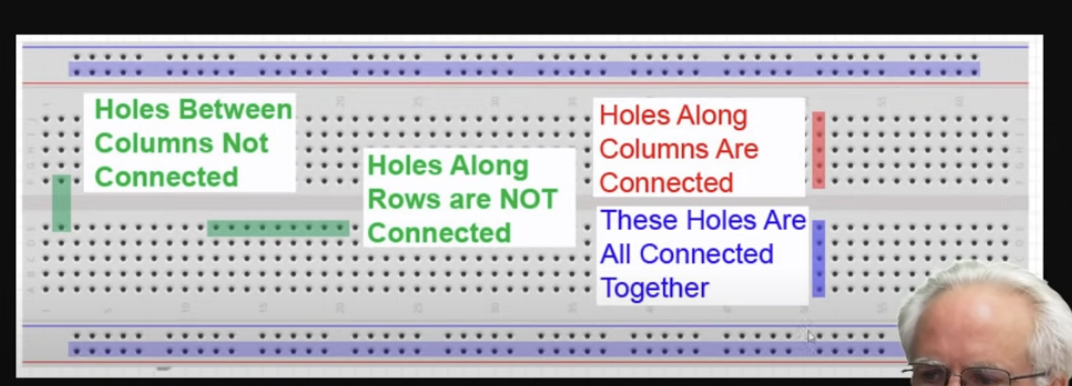 Holes Between
Columns Not
Connected
Holes Along
Rows are NOT
Connected
Holes Along
Columns Are
Connected
These Holes Are
All Connected
Together